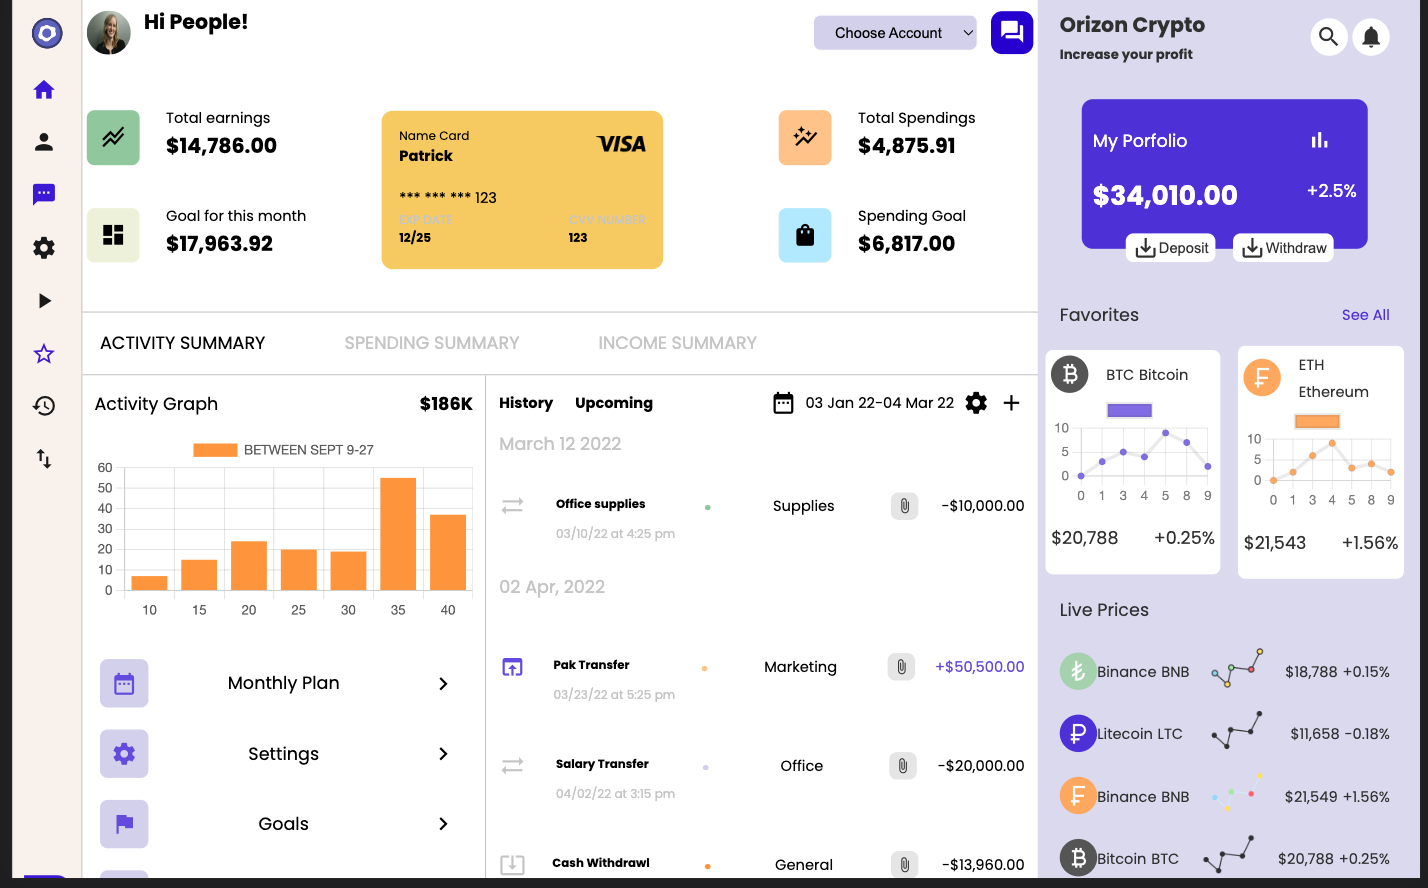 Hi People!
Choose Account
Total earnings
$14,786.00
Goal for this month
$17,963.92
Name Card
Patrick
VISA
*** *** *** 123
EXP DATE
CVV NUMBER
12/25
123
Total Spendings
$4,875.91
Spending Goal
$6,817.00
ACTIVITY SUMMARY
SPENDING SUMMARY
INCOME SUMMARY
Activity Graph
$186K
BETWEEN SEPT 9-27
60
50
40
30
20
10
0
10 15 20 25 30 35 40
Monthly Plan
Settings
Goals
History
Upcoming
03 Jan 22-04 Mar 22
March 12 2022
Office supplies
Supplies
-$10,000.00
03/10/22 at 4:25 pm
02 Apr, 2022
Pak Transfer
Marketing
+$50,500.00
03/23/22 at 5:25 pm
Salary Transfer
Office
-$20,000.00
04/02/22 at 3:15 pm
Cash Withdrawl
General
-$13,960.00
Orizon Crypto
Increase your profit
My Porfolio
$34,010.00
+2.5%
Deposit
Withdraw
Favorites
See All
BTC Bitcoin
10
5
0
0 1 3 4 5 8 9
$20,788 +0.25%
ETH
Ethereum
10
5
0
0 1 3 4 5 8 9
$21,543 +1.56%
Live Prices
Binance BNB $18,788 +0.15%
Litecoin LTC $11,658 -0.18%
Binance BNB $21,549 +1.56%
Bitcoin BTC $20,788 +0.25%